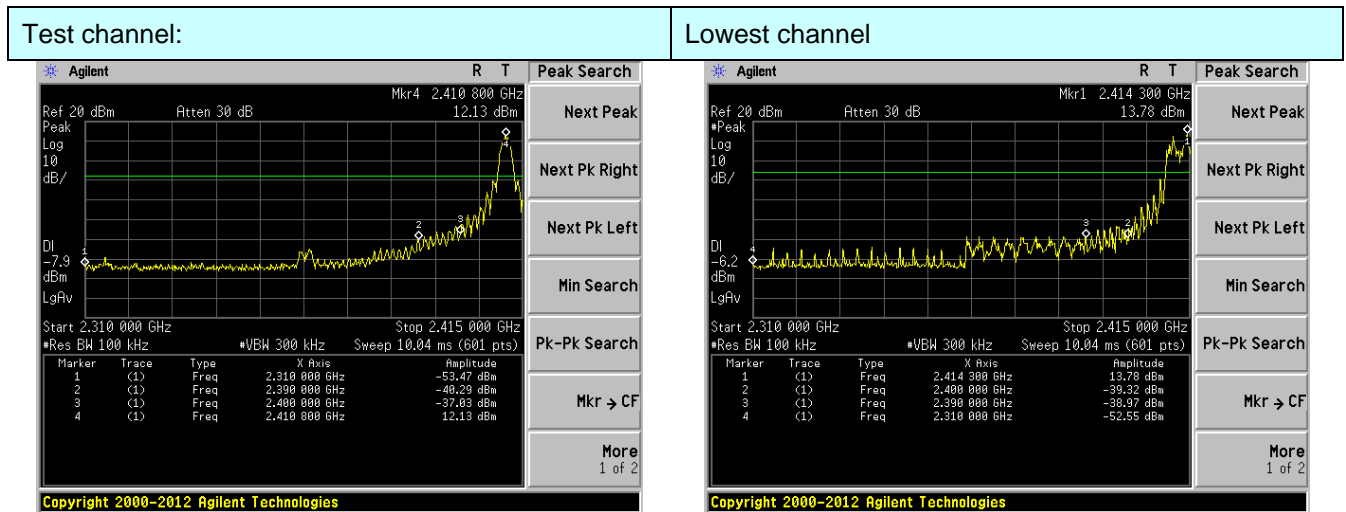 Test channel: Lowest channel
Agilent R T Peak Search
Mkr4 2.410 800 GHz
Ref 20 dBm Atten 30 dB 12.13 dBm
Peak
Log
10
dB/
4
2
3
1
DI
-7.9
dBm
LgAv
Start 2.310 000 GHz Stop 2.415 000 GHz
#Res BW 100 kHz #VBW 300 kHz Sweep 10.04 ms (601 pts)
Marker Trace Type X Axis Amplitude
1 (1) Freq 2.310 000 GHz -53.47 dBm
2 (1) Freq 2.390 000 GHz -40.29 dBm
3 (1) Freq 2.400 000 GHz -37.03 dBm
4 (1) Freq 2.410 800 GHz 12.13 dBm
Next Peak
Next Pk Right
Next Pk Left
Min Search
Pk-Pk Search
Mkr → CF
More
1 of 2
Copyright 2000-2012 Agilent Technologies
Agilent R T Peak Search
Mkr1 2.414 300 GHz
Ref 20 dBm Atten 30 dB 13.78 dBm
#Peak
Log
10
dB/
1
3
2
4
DI
-6.2
dBm
LgAv
Start 2.310 000 GHz Stop 2.415 000 GHz
#Res BW 100 kHz #VBW 300 kHz Sweep 10.04 ms (601 pts)
Marker Trace Type X Axis Amplitude
1 (1) Freq 2.414 300 GHz 13.78 dBm
2 (1) Freq 2.400 000 GHz -39.32 dBm
3 (1) Freq 2.390 000 GHz -38.97 dBm
4 (1) Freq 2.310 000 GHz -52.55 dBm
Next Peak
Next Pk Right
Next Pk Left
Min Search
Pk-Pk Search
Mkr → CF
More
1 of 2
Copyright 2000-2012 Agilent Technologies